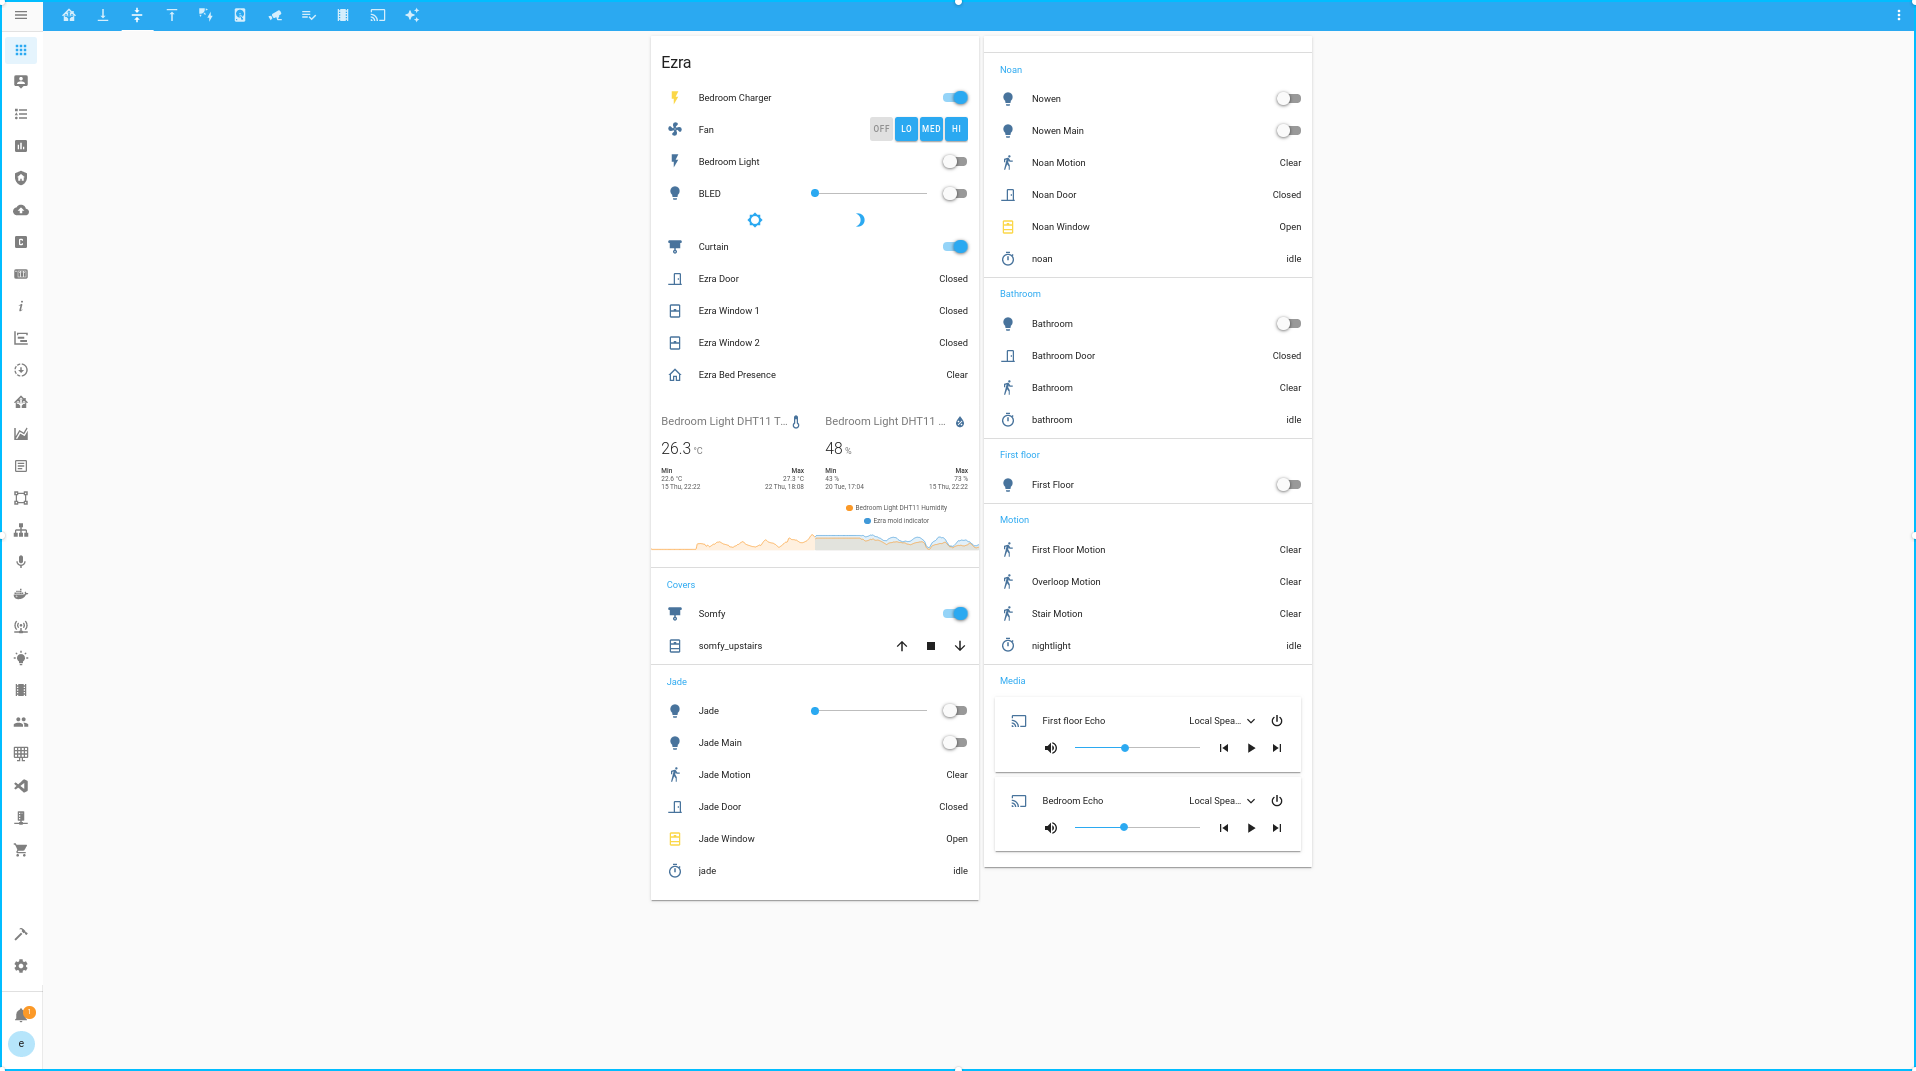 Ezra
Bedroom Charger
Fan OFF LO MED HI
Bedroom Light
BLED
Curtain
Ezra Door Closed
Ezra Window 1 Closed
Ezra Window 2 Closed
Ezra Bed Presence Clear
Bedroom Light DHT11 T... Bedroom Light DHT11 ...
26.3 °C 48 %
Min Max Min Max
22.6 °C 27.3 °C 43 % 73 %
15 Thu, 22:22 22 Thu, 18:08 20 Tue, 17:04 15 Thu, 22:22
Bedroom Light DHT11 Humidity
Ezra mold indicator
Covers
Somfy
somfy_upstairs
Jade
Jade
Jade Main
Jade Motion Clear
Jade Door Closed
Jade Window Open
jade idle
Noan
Nowen
Nowen Main
Noan Motion Clear
Noan Door Closed
Noan Window Open
noan idle
Bathroom
Bathroom
Bathroom Door Closed
Bathroom Clear
bathroom idle
First floor
First Floor
Motion
First Floor Motion Clear
Overloop Motion Clear
Stair Motion Clear
nightlight idle
Media
First floor Echo Local Spea...
Bedroom Echo Local Spea...
C
i
e